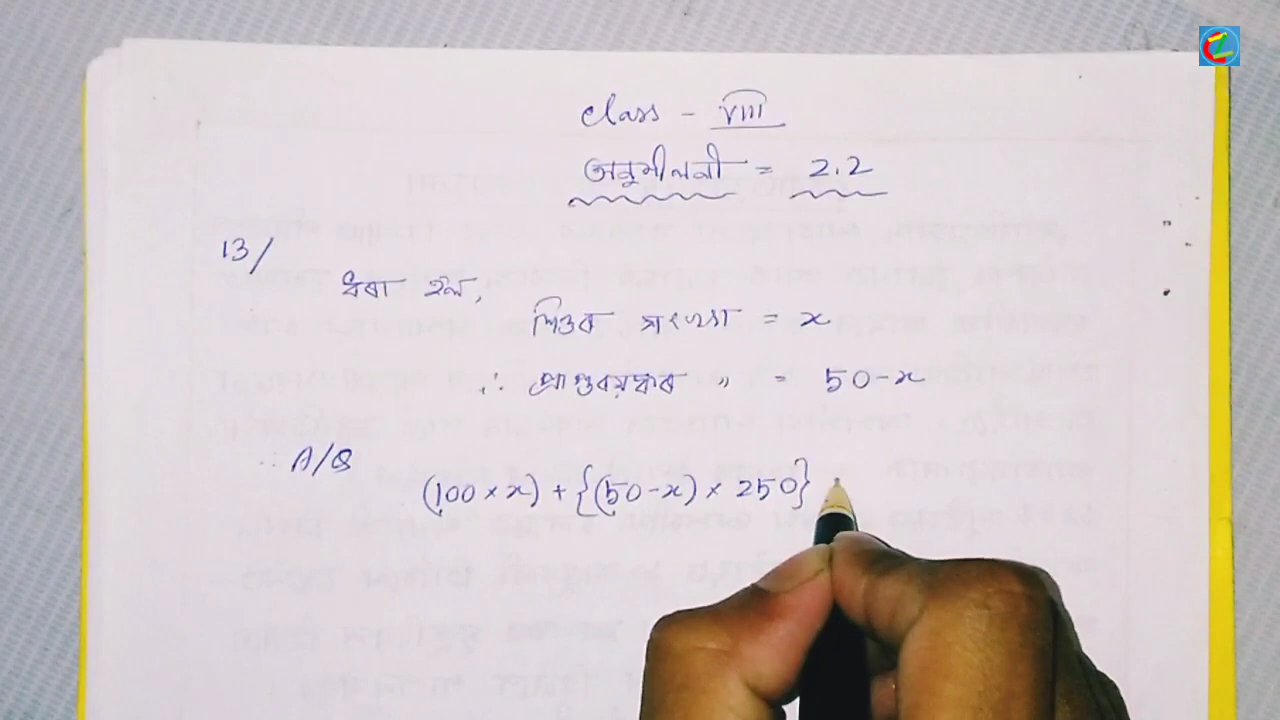 Class - VIII
অনুশীলনী = 2.2
13/
ধৰা হ'ল,
শিশুৰ সংখ্যা = x
∴ প্ৰাপ্তবয়স্কৰ " = 50-x
∴ A/Q
(100 × x) + {(50-x) × 250}